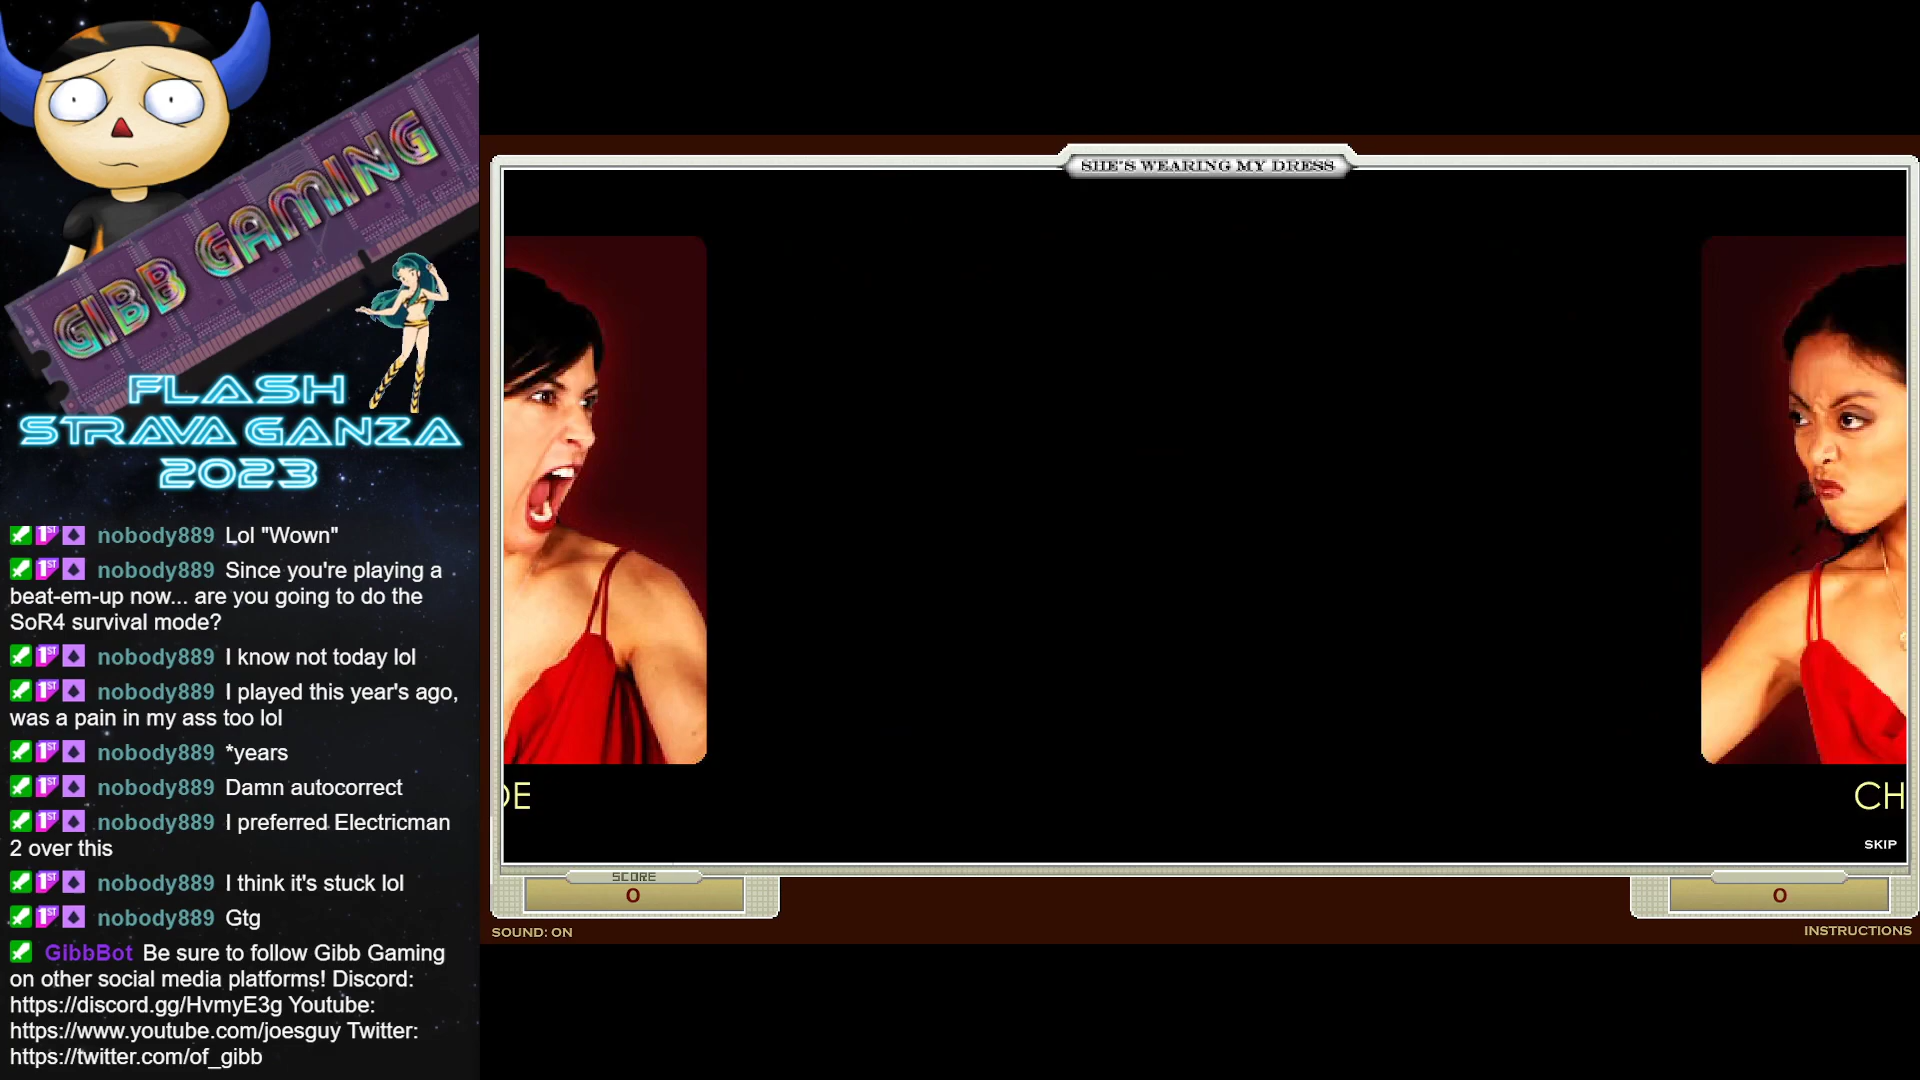 GIBB GAMING
FLASH
STRAVAGANZA
2023
nobody889 Lol "Wown"
nobody889 Since you're playing a
beat-em-up now... are you going to do the
SoR4 survival mode?
nobody889 I know not today lol
nobody889 I played this year's ago,
was a pain in my ass too lol
nobody889 *years
nobody889 Damn autocorrect
nobody889 I preferred Electricman
2 over this
nobody889 I think it's stuck lol
nobody889 Gtg
GibbBot Be sure to follow Gibb Gaming
on other social media platforms! Discord:
https://discord.gg/HvmyE3g Youtube:
https://www.youtube.com/joesguy Twitter:
https://twitter.com/of_gibb
SHE'S WEARING MY DRESS
DE
CH
SKIP
SCORE
0
0
SOUND: ON
INSTRUCTIONS